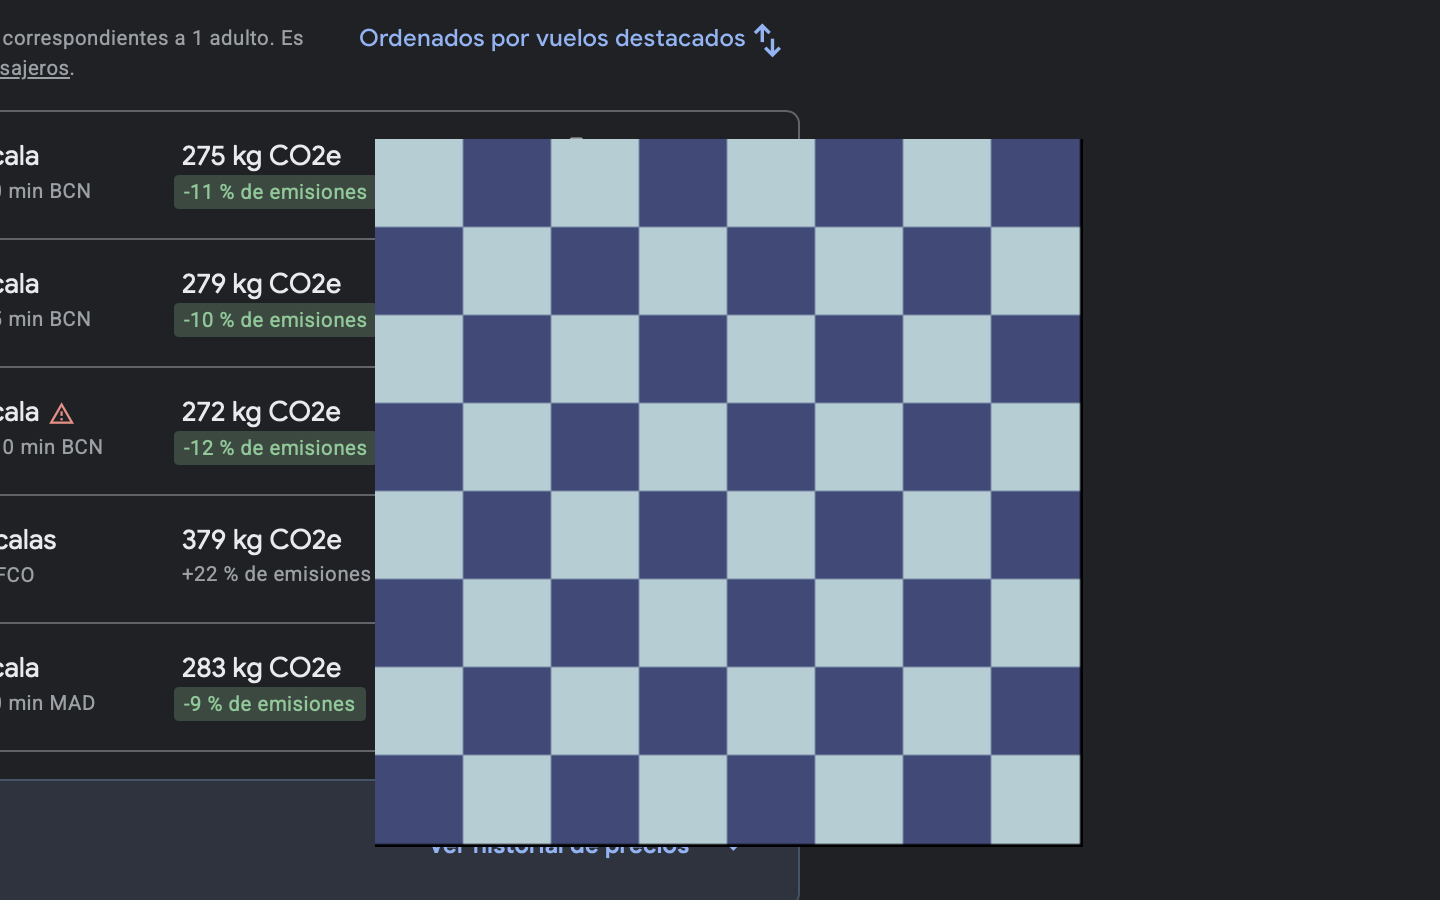 correspondientes a 1 adulto. Es
sajeros.
Ordenados por vuelos destacados
cala
275 kg CO2e
min BCN
-11 % de emisiones
cala
279 kg CO2e
min BCN
-10 % de emisiones
cala
272 kg CO2e
0 min BCN
-12 % de emisiones
calas
379 kg CO2e
FCO
+22 % de emisiones
cala
283 kg CO2e
min MAD
-9 % de emisiones
Ver historial de precios